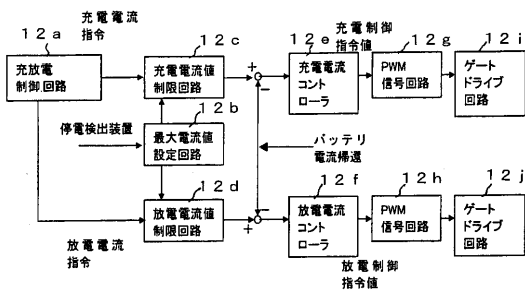 充電電流
指令
12a
充放電
制御回路
12c
充電電流値
制限回路
12b
停電検出装置
最大電流値
設定回路
12d
放電電流値
制限回路
放電電流
指令
+
−
12e
充電電流
コント
ローラ
充電制御
指令値
12g
PWM
信号回路
12i
ゲート
ドライブ
回路
バッテリ
電流帰還
−
+
12f
放電電流
コント
ローラ
放電制御
指令値
12h
PWM
信号回路
12j
ゲート
ドライブ
回路